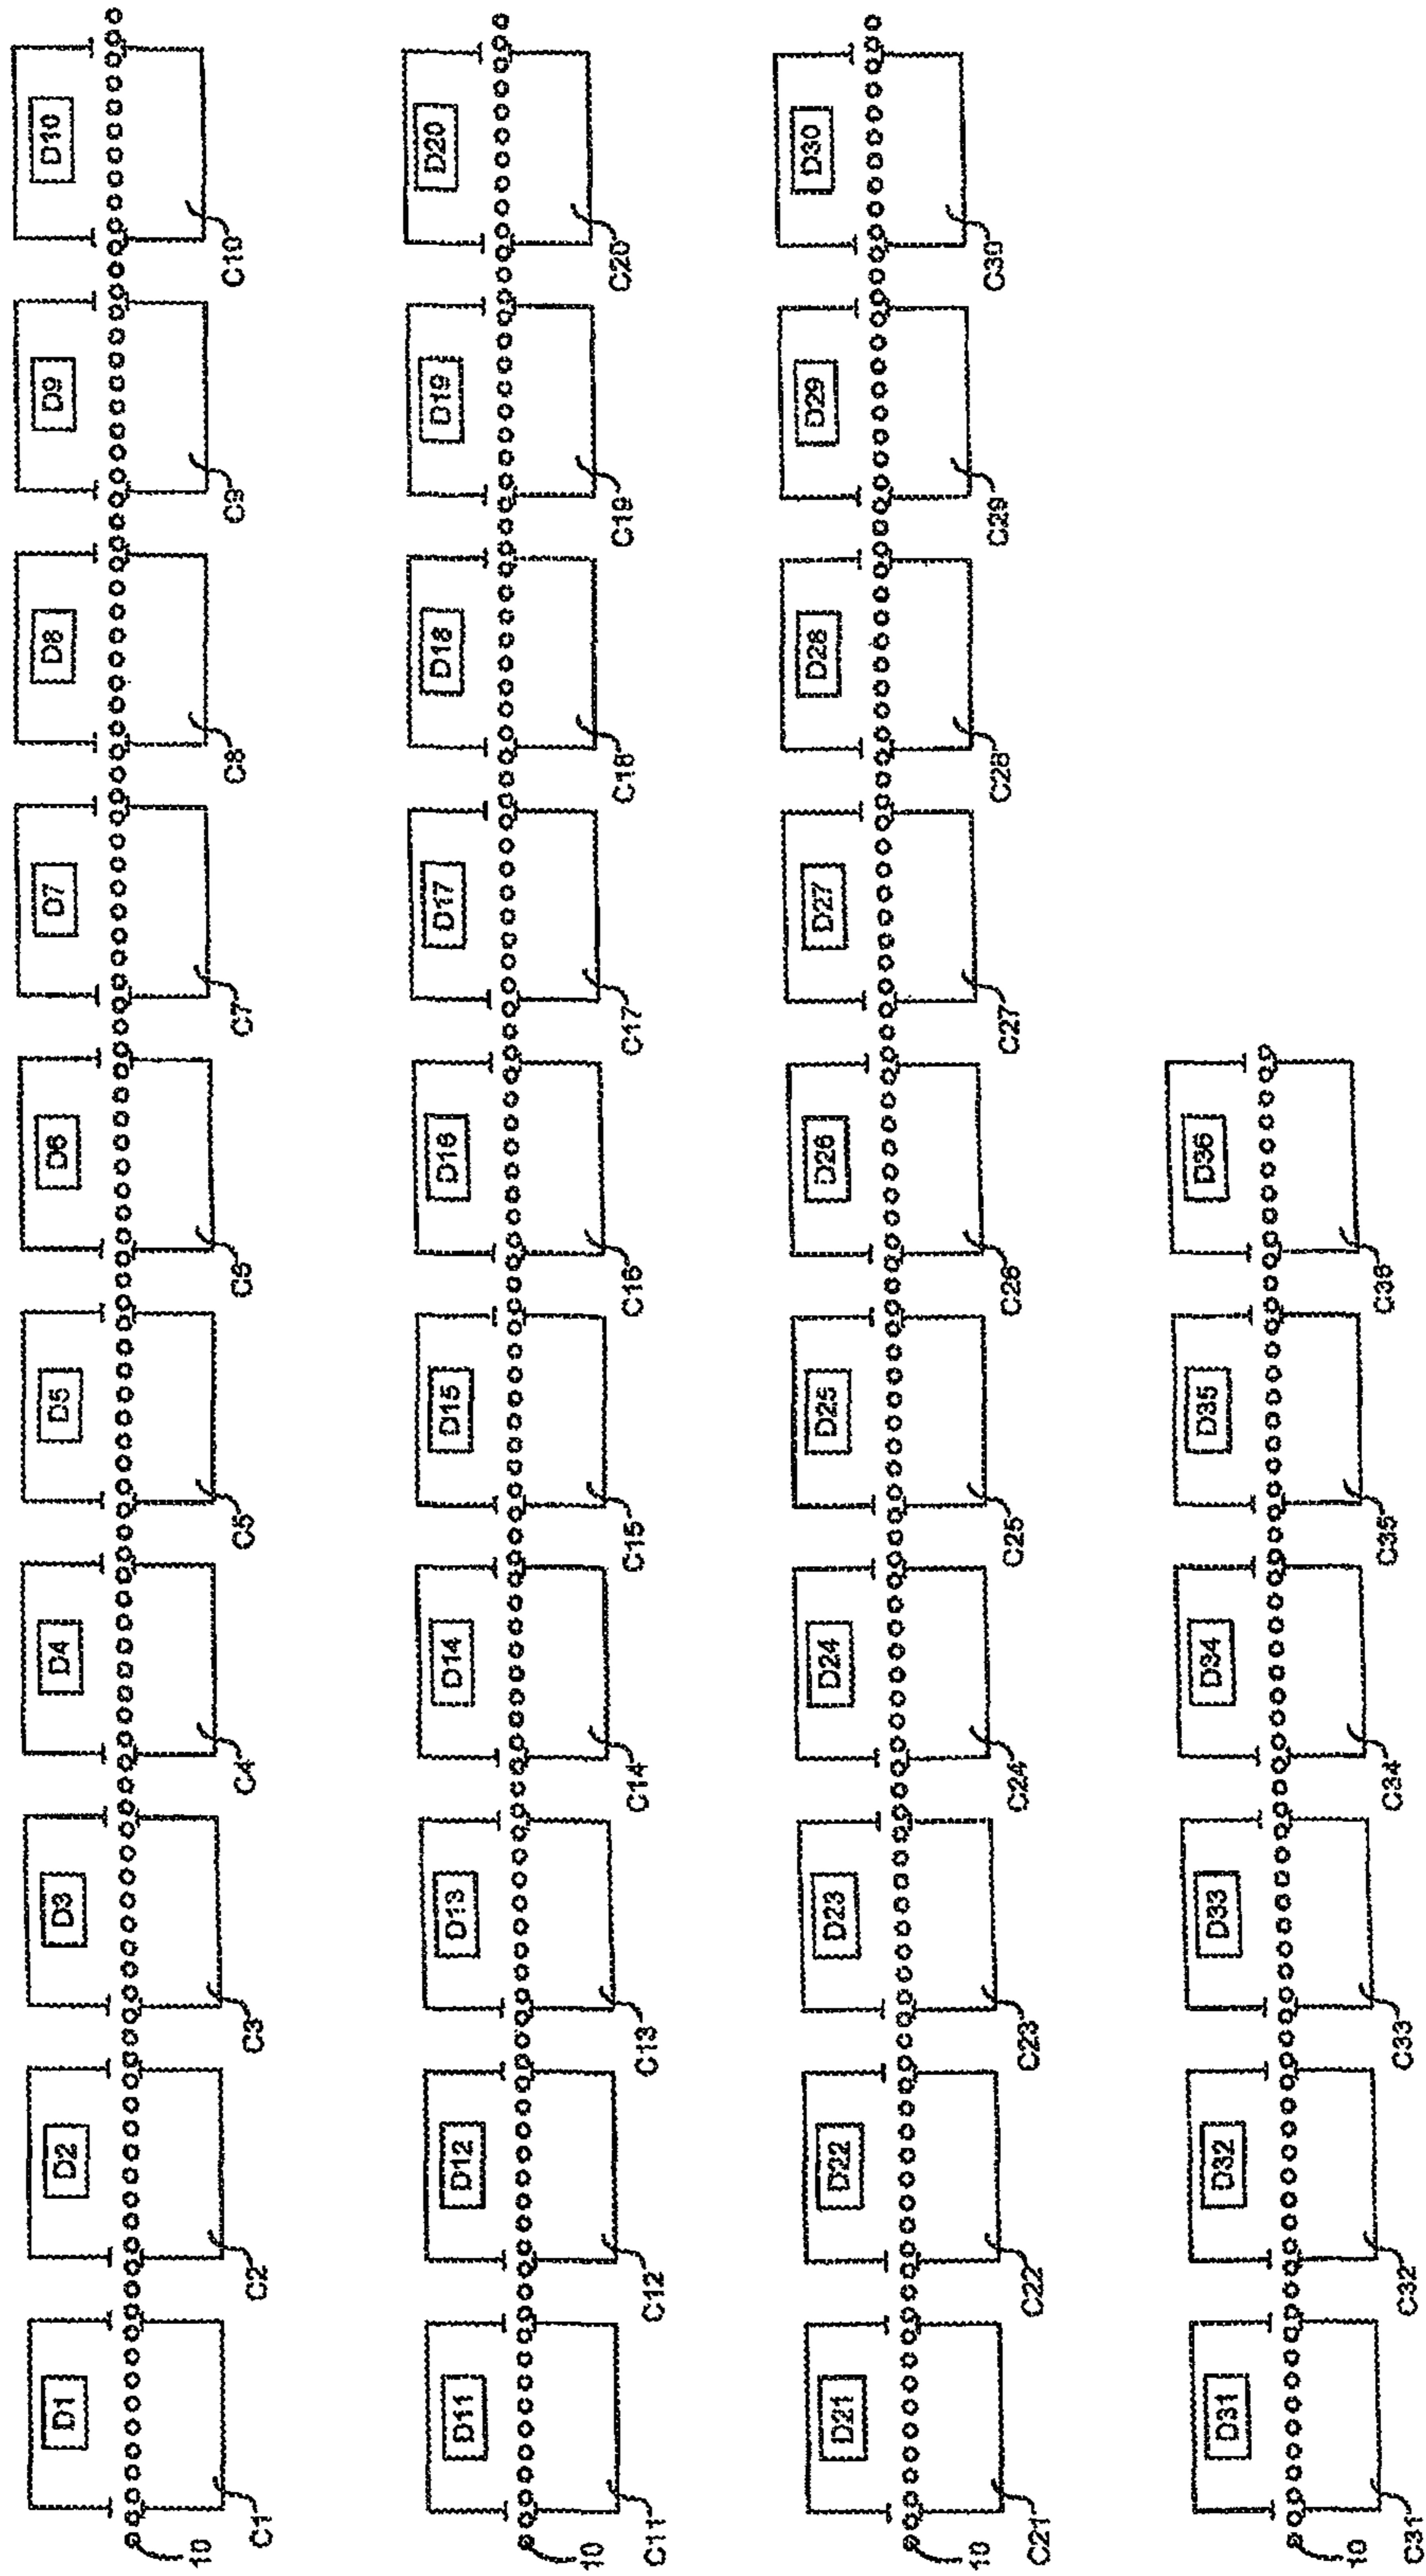 D1 D2 D3 D4 D5 D6 D7 D8 D9 D10
10 C1 C2 C3 C4 C5 C6 C7 C8 C9 C10
D11 D12 D13 D14 D15 D16 D17 D18 D19 D20
10 C11 C12 C13 C14 C15 C16 C17 C18 C19 C20
D21 D22 D23 D24 D25 D26 D27 D28 D29 D30
10 C21 C22 C23 C24 C25 C26 C27 C28 C29 C30
D31 D32 D33 D34 D35 D36
10 C31 C32 C33 C34 C35 C36